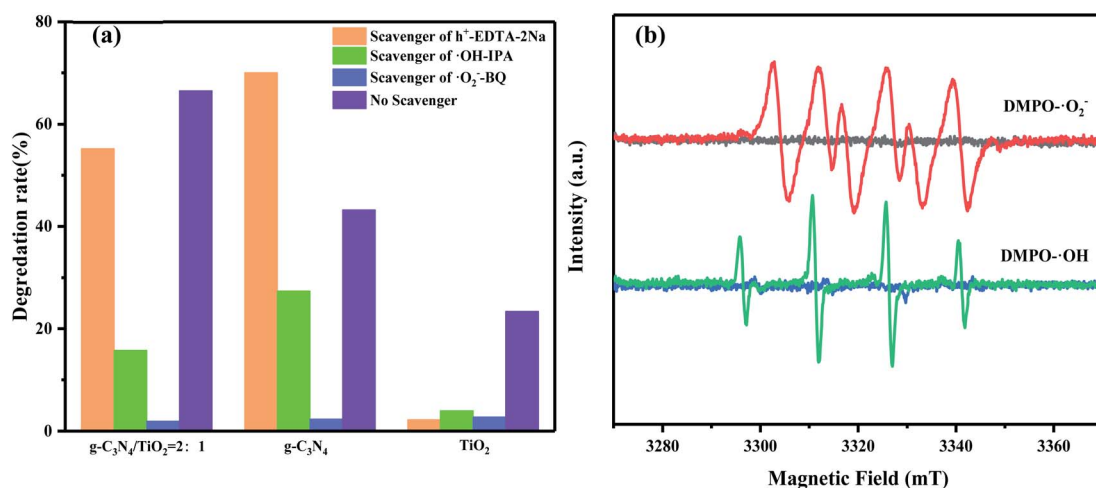 (a)
Scavenger of h⁺-EDTA-2Na
Scavenger of ·OH-IPA
Scavenger of ·O₂⁻-BQ
No Scavenger
80
60
40
20
0
Degredation rate(%)
g-C₃N₄/TiO₂=2: 1
g-C₃N₄
TiO₂
(b)
DMPO-·O₂⁻
DMPO-·OH
Intensity (a.u.)
3280
3300
3320
3340
3360
Magnetic Field (mT)